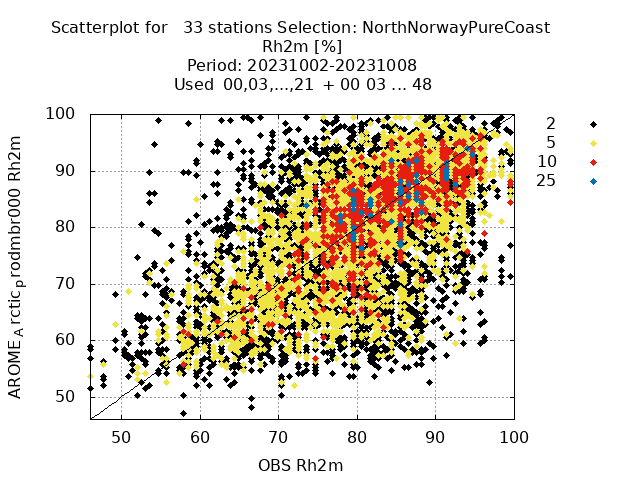 Scatterplot for 33 stations Selection: NorthNorwayPureCoast
Rh2m [%]
Period: 20231002-20231008
Used 00,03,...,21 + 00 03 ... 48
AROME_Arctic_prodmbr000 Rh2m
100
90
80
70
60
50
50 60 70 80 90 100
OBS Rh2m
2
5
10
25